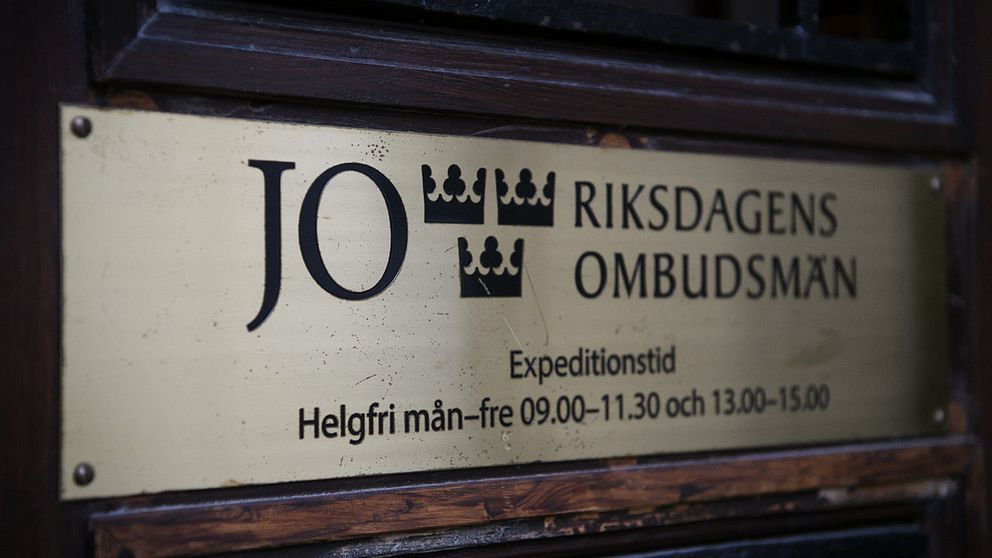 JO RIKSDAGENS
OMBUDSMÄN
Expeditionstid
Helgfri mån–fre 09.00–11.30 och 13.00–15.00